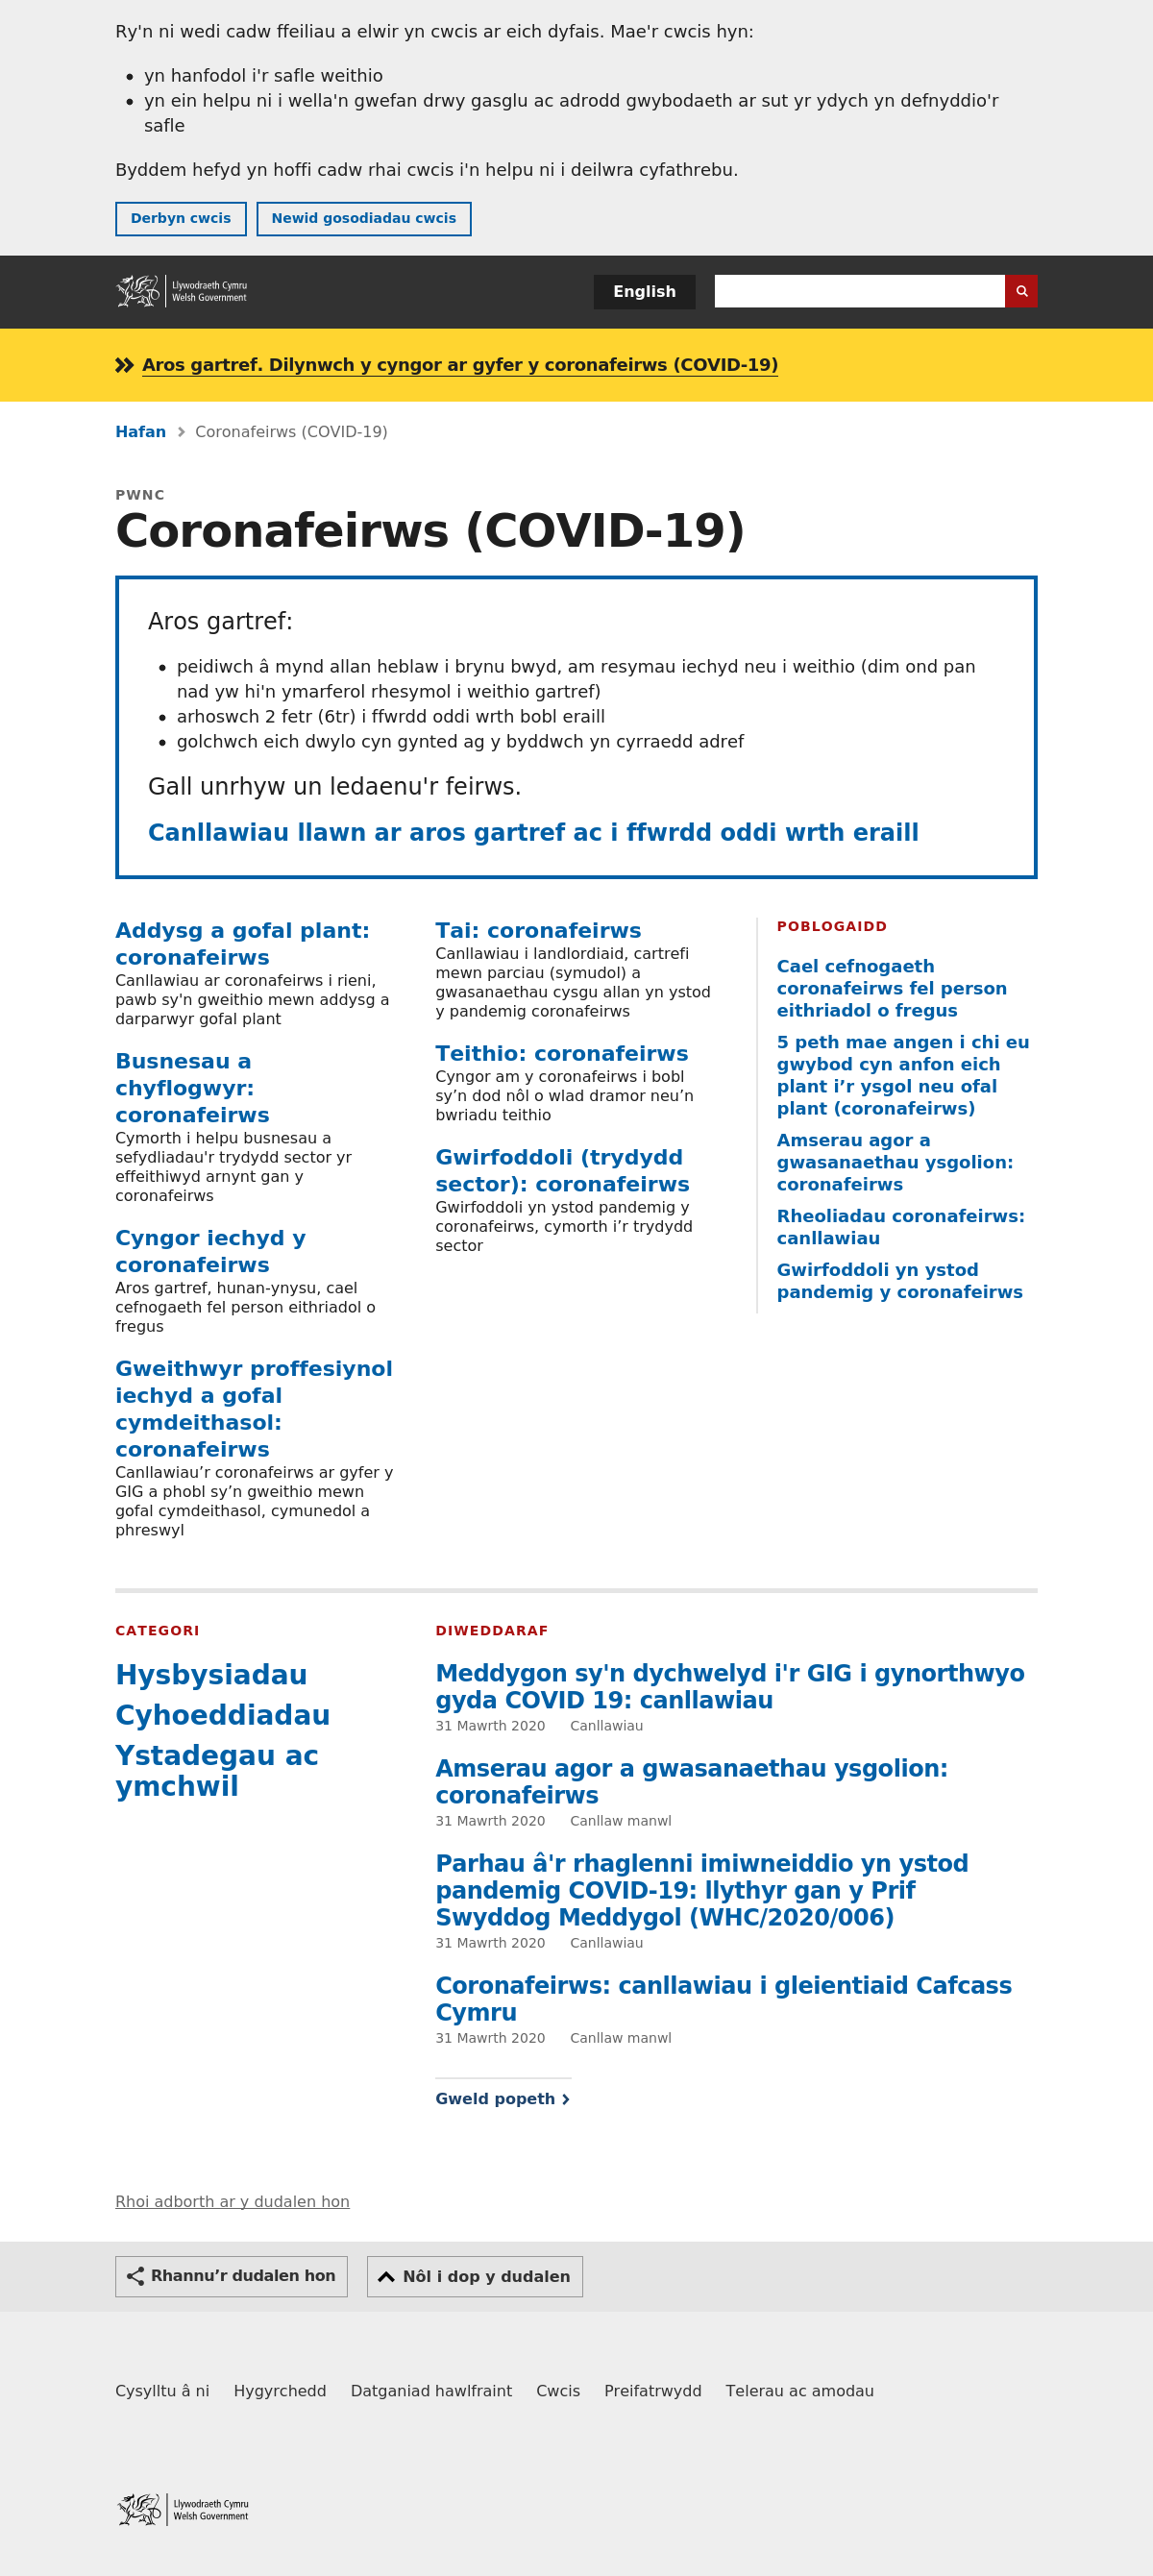 Ry'n ni wedi cadw ffeiliau a elwir yn cwcis ar eich dyfais. Mae'r cwcis hyn:
yn hanfodol i'r safle weithio
yn ein helpu ni i wella'n gwefan drwy gasglu ac adrodd gwybodaeth ar sut yr ydych yn defnyddio'r
safle
Byddem hefyd yn hoffi cadw rhai cwcis i'n helpu ni i deilwra cyfathrebu.
Derbyn cwcis
Newid gosodiadau cwcis
Llywodraeth Cymru
Welsh Government
English
Aros gartref. Dilynwch y cyngor ar gyfer y coronafeirws (COVID-19)
Hafan
Coronafeirws (COVID-19)
PWNC
Coronafeirws (COVID-19)
Aros gartref:
peidiwch â mynd allan heblaw i brynu bwyd, am resymau iechyd neu i weithio (dim ond pan
nad yw hi'n ymarferol rhesymol i weithio gartref)
arhoswch 2 fetr (6tr) i ffwrdd oddi wrth bobl eraill
golchwch eich dwylo cyn gynted ag y byddwch yn cyrraedd adref
Gall unrhyw un ledaenu'r feirws.
Canllawiau llawn ar aros gartref ac i ffwrdd oddi wrth eraill
Addysg a gofal plant:
coronafeirws
Canllawiau ar coronafeirws i rieni,
pawb sy'n gweithio mewn addysg a
darparwyr gofal plant
Busnesau a
chyflogwyr:
coronafeirws
Cymorth i helpu busnesau a
sefydliadau'r trydydd sector yr
effeithiwyd arnynt gan y
coronafeirws
Cyngor iechyd y
coronafeirws
Aros gartref, hunan-ynysu, cael
cefnogaeth fel person eithriadol o
fregus
Gweithwyr proffesiynol
iechyd a gofal
cymdeithasol:
coronafeirws
Canllawiau’r coronafeirws ar gyfer y
GIG a phobl sy’n gweithio mewn
gofal cymdeithasol, cymunedol a
phreswyl
Tai: coronafeirws
Canllawiau i landlordiaid, cartrefi
mewn parciau (symudol) a
gwasanaethau cysgu allan yn ystod
y pandemig coronafeirws
Teithio: coronafeirws
Cyngor am y coronafeirws i bobl
sy’n dod nôl o wlad dramor neu’n
bwriadu teithio
Gwirfoddoli (trydydd
sector): coronafeirws
Gwirfoddoli yn ystod pandemig y
coronafeirws, cymorth i’r trydydd
sector
POBLOGAIDD
Cael cefnogaeth
coronafeirws fel person
eithriadol o fregus
5 peth mae angen i chi eu
gwybod cyn anfon eich
plant i’r ysgol neu ofal
plant (coronafeirws)
Amserau agor a
gwasanaethau ysgolion:
coronafeirws
Rheoliadau coronafeirws:
canllawiau
Gwirfoddoli yn ystod
pandemig y coronafeirws
CATEGORI
Hysbysiadau
Cyhoeddiadau
Ystadegau ac
ymchwil
DIWEDDARAF
Meddygon sy'n dychwelyd i'r GIG i gynorthwyo
gyda COVID 19: canllawiau
31 Mawrth 2020 Canllawiau
Amserau agor a gwasanaethau ysgolion:
coronafeirws
31 Mawrth 2020 Canllaw manwl
Parhau â'r rhaglenni imiwneiddio yn ystod
pandemig COVID-19: llythyr gan y Prif
Swyddog Meddygol (WHC/2020/006)
31 Mawrth 2020 Canllawiau
Coronafeirws: canllawiau i gleientiaid Cafcass
Cymru
31 Mawrth 2020 Canllaw manwl
Gweld popeth
Rhoi adborth ar y dudalen hon
Rhannu’r dudalen hon
Nôl i dop y dudalen
Cysylltu â ni
Hygyrchedd
Datganiad hawlfraint
Cwcis
Preifatrwydd
Telerau ac amodau
Llywodraeth Cymru
Welsh Government